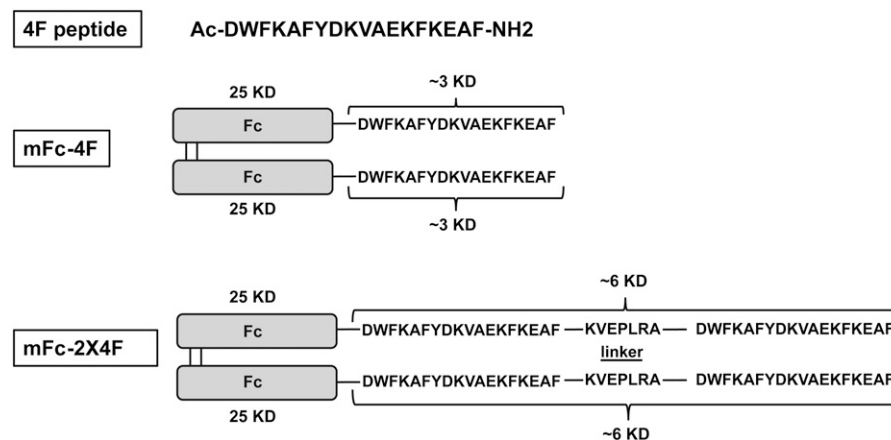 4F peptide Ac-DWFKAFYDKVAEKFKEAF-NH2
~3 KD
25 KD
Fc DWFKAFYDKVAEKFKEAF
mFc-4F
Fc DWFKAFYDKVAEKFKEAF
25 KD
~3 KD
~6 KD
25 KD
Fc DWFKAFYDKVAEKFKEAF KVEPLRA DWFKAFYDKVAEKFKEAF
mFc-2X4F linker
Fc DWFKAFYDKVAEKFKEAF KVEPLRA DWFKAFYDKVAEKFKEAF
25 KD
~6 KD